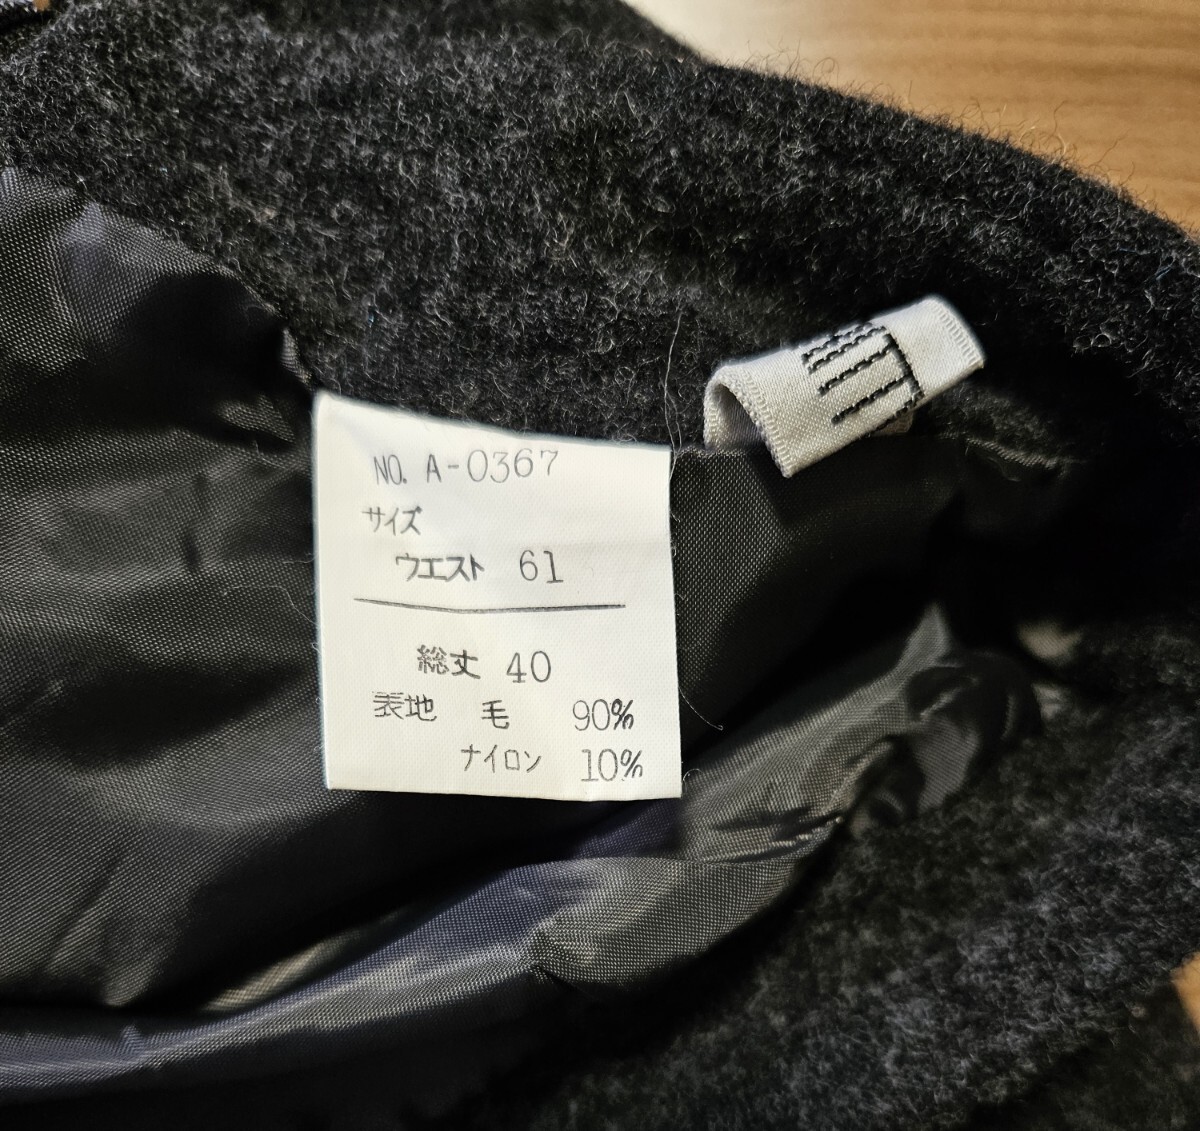 NO. A-0367
サイズ
ウエスト 61
総丈 40
表地 毛 90%
ナイロン 10%